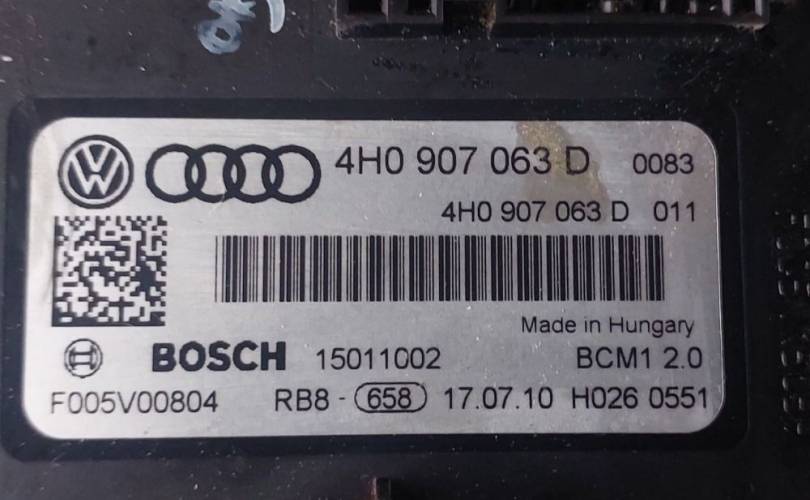 4H0 907 063 D 0083
4H0 907 063 D 011
Made in Hungary
BOSCH 15011002 BCM1 2.0
F005V00804 RB8 - 658 17.07.10 H026 0551